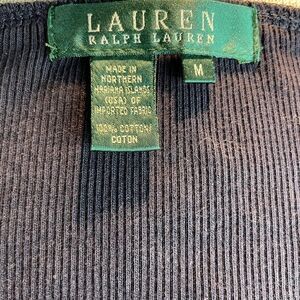 LAUREN
RALPH LAUREN
M
MADE IN
NORTHERN
MARIANA ISLANDS
(USA) OF
IMPORTED FABRIC
100% COTTON/
COTON